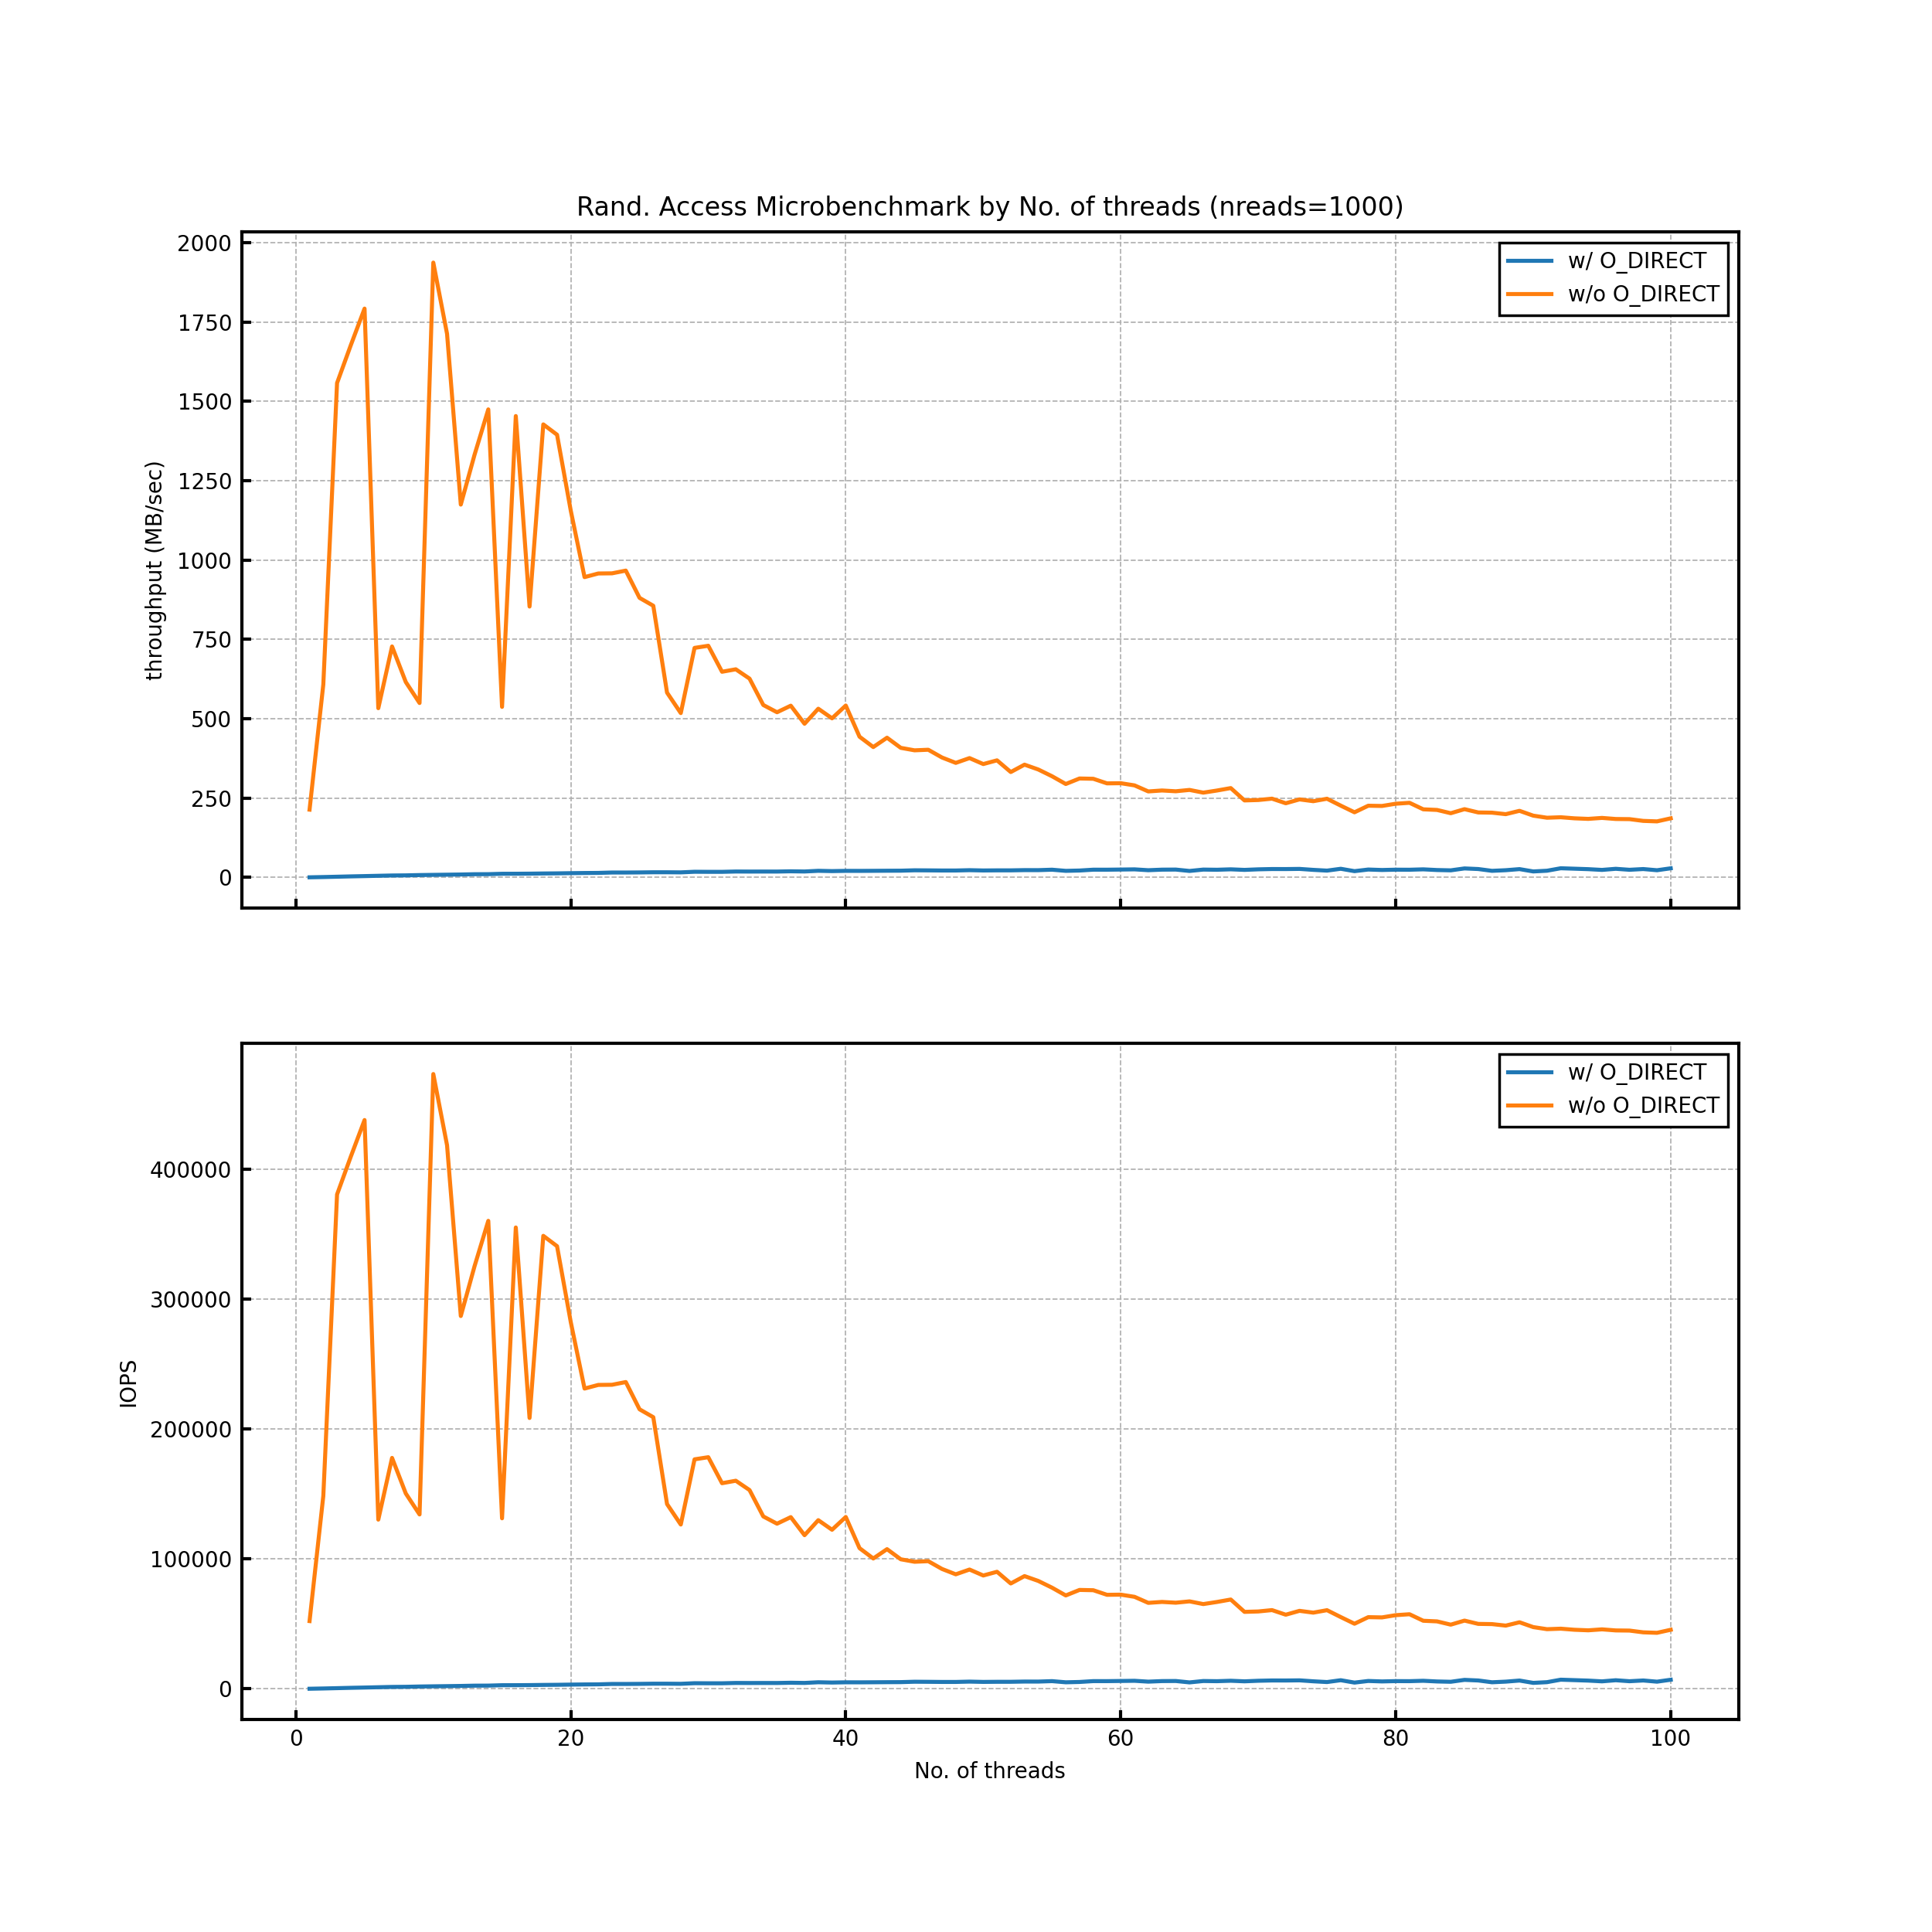 Rand. Access Microbenchmark by No. of threads (nreads=1000)
2000
1750
1500
1250
1000
750
500
250
0
throughput (MB/sec)
w/ O_DIRECT
w/o O_DIRECT
400000
300000
200000
100000
0
IOPS
w/ O_DIRECT
w/o O_DIRECT
0 20 40 60 80 100
No. of threads